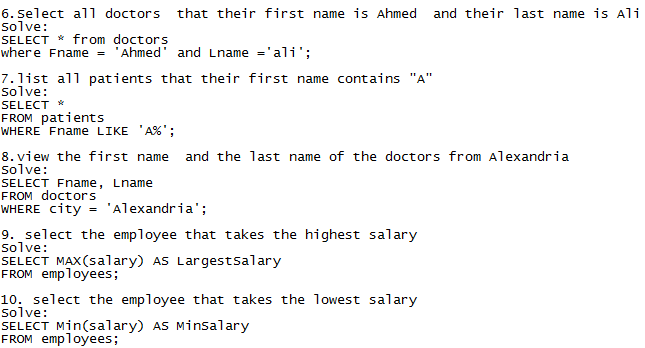 6.Select all doctors  that their first name is Ahmed  and their last name is Ali
Solve:
SELECT * from doctors
where Fname = 'Ahmed' and Lname ='ali';
7.list all patients that their first name contains "A"
Solve:
SELECT *
FROM patients
WHERE Fname LIKE 'A%';
8.view the first name  and the last name of the doctors from Alexandria
Solve:
SELECT Fname, Lname
FROM doctors
WHERE city = 'Alexandria';
9. select the employee that takes the highest salary
Solve:
SELECT MAX(salary) AS LargestSalary
FROM employees;
10. select the employee that takes the lowest salary
Solve:
SELECT Min(salary) AS MinSalary
FROM employees;